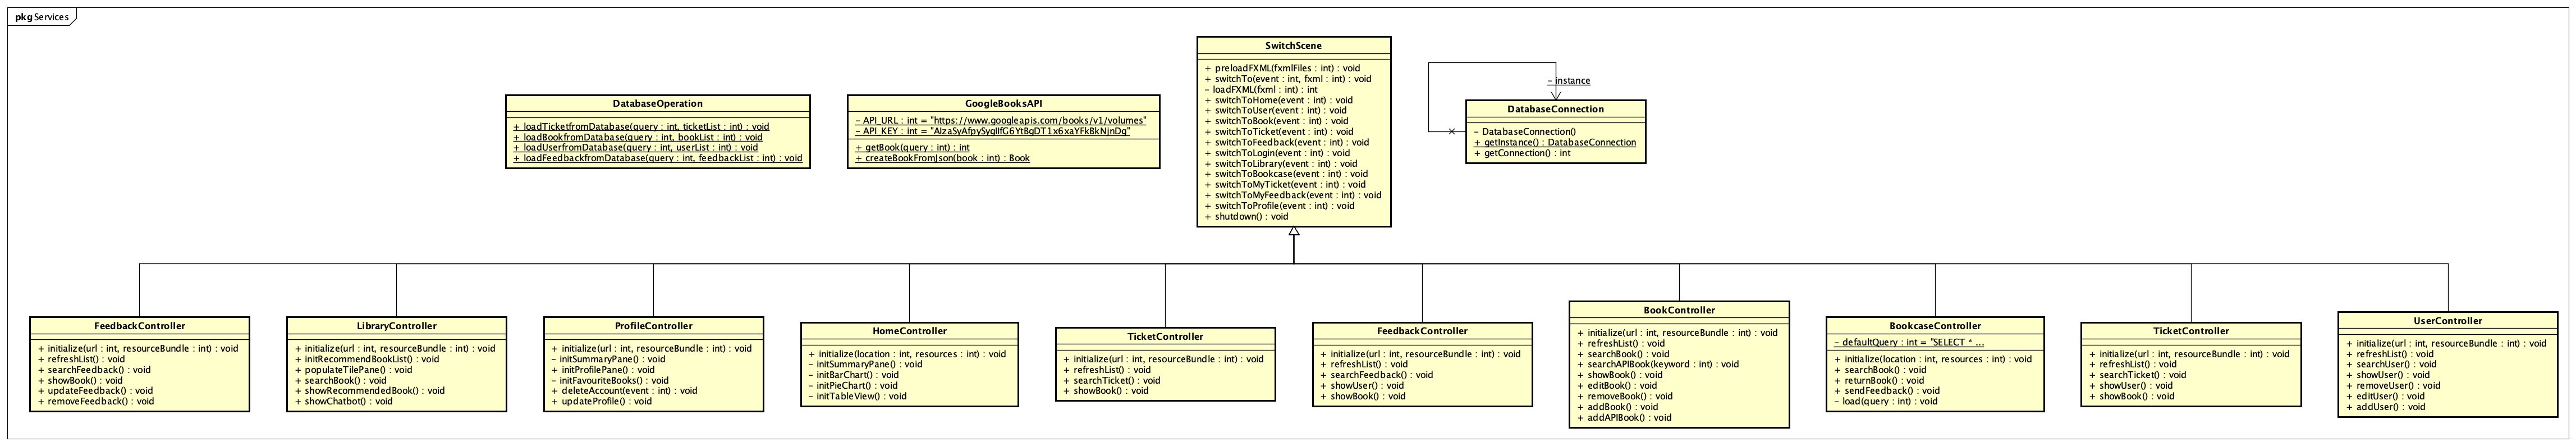 pkg Services
SwitchScene
+ preloadFXML(fxmlFiles : int) : void
+ switchTo(event : int, fxml : int) : void
– loadFXML(fxml : int) : int
+ switchToHome(event : int) : void
+ switchToUser(event : int) : void
+ switchToBook(event : int) : void
+ switchToTicket(event : int) : void
+ switchToFeedback(event : int) : void
+ switchToLogin(event : int) : void
+ switchToLibrary(event : int) : void
+ switchToBookcase(event : int) : void
+ switchToMyTicket(event : int) : void
+ switchToMyFeedback(event : int) : void
+ switchToProfile(event : int) : void
+ shutdown() : void
– instance
DatabaseOperation
+ loadTicketfromDatabase(query : int, ticketList : int) : void
+ loadBookfromDatabase(query : int, bookList : int) : void
+ loadUserfromDatabase(query : int, userList : int) : void
+ loadFeedbackfromDatabase(query : int, feedbackList : int) : void
GoogleBooksAPI
– API_URL : int = "https://www.googleapis.com/books/v1/volumes"
– API_KEY : int =
+ getBook(query : int) : int
+ createBookFromJson(book : int) : Book
DatabaseConnection
– DatabaseConnection()
+ getInstance() : DatabaseConnection
+ getConnection() : int
FeedbackController
+ initialize(url : int, resourceBundle : int) : void
+ refreshList() : void
+ searchFeedback() : void
+ showBook() : void
+ updateFeedback() : void
+ removeFeedback() : void
LibraryController
+ initialize(url : int, resourceBundle : int) : void
+ initRecommendBookList() : void
+ populateTilePane() : void
+ searchBook() : void
+ showRecommendedBook() : void
+ showChatbot() : void
ProfileController
+ initialize(url : int, resourceBundle : int) : void
– initSummaryPane() : void
+ initProfilePane() : void
– initFavouriteBooks() : void
+ deleteAccount(event : int) : void
+ updateProfile() : void
HomeController
+ initialize(location : int, resources : int) : void
– initSummaryPane() : void
– initBarChart() : void
– initPieChart() : void
– initTableView() : void
TicketController
+ initialize(url : int, resourceBundle : int) : void
+ refreshList() : void
+ searchTicket() : void
+ showBook() : void
FeedbackController
+ initialize(url : int, resourceBundle : int) : void
+ refreshList() : void
+ searchFeedback() : void
+ showUser() : void
+ showBook() : void
BookController
+ initialize(url : int, resourceBundle : int) : void
+ refreshList() : void
+ searchBook() : void
+ searchAPIBook(keyword : int) : void
+ showBook() : void
+ editBook() : void
+ removeBook() : void
+ addBook() : void
+ addAPIBook() : void
BookcaseController
– defaultQuery : int = "SELECT * ...
+ initialize(location : int, resources : int) : void
+ searchBook() : void
+ returnBook() : void
+ sendFeedback() : void
– load(query : int) : void
TicketController
+ initialize(url : int, resourceBundle : int) : void
+ refreshList() : void
+ searchTicket() : void
+ showUser() : void
+ showBook() : void
UserController
+ initialize(url : int, resourceBundle : int) : void
+ refreshList() : void
+ searchUser() : void
+ showUser() : void
+ removeUser() : void
+ editUser() : void
+ addUser() : void